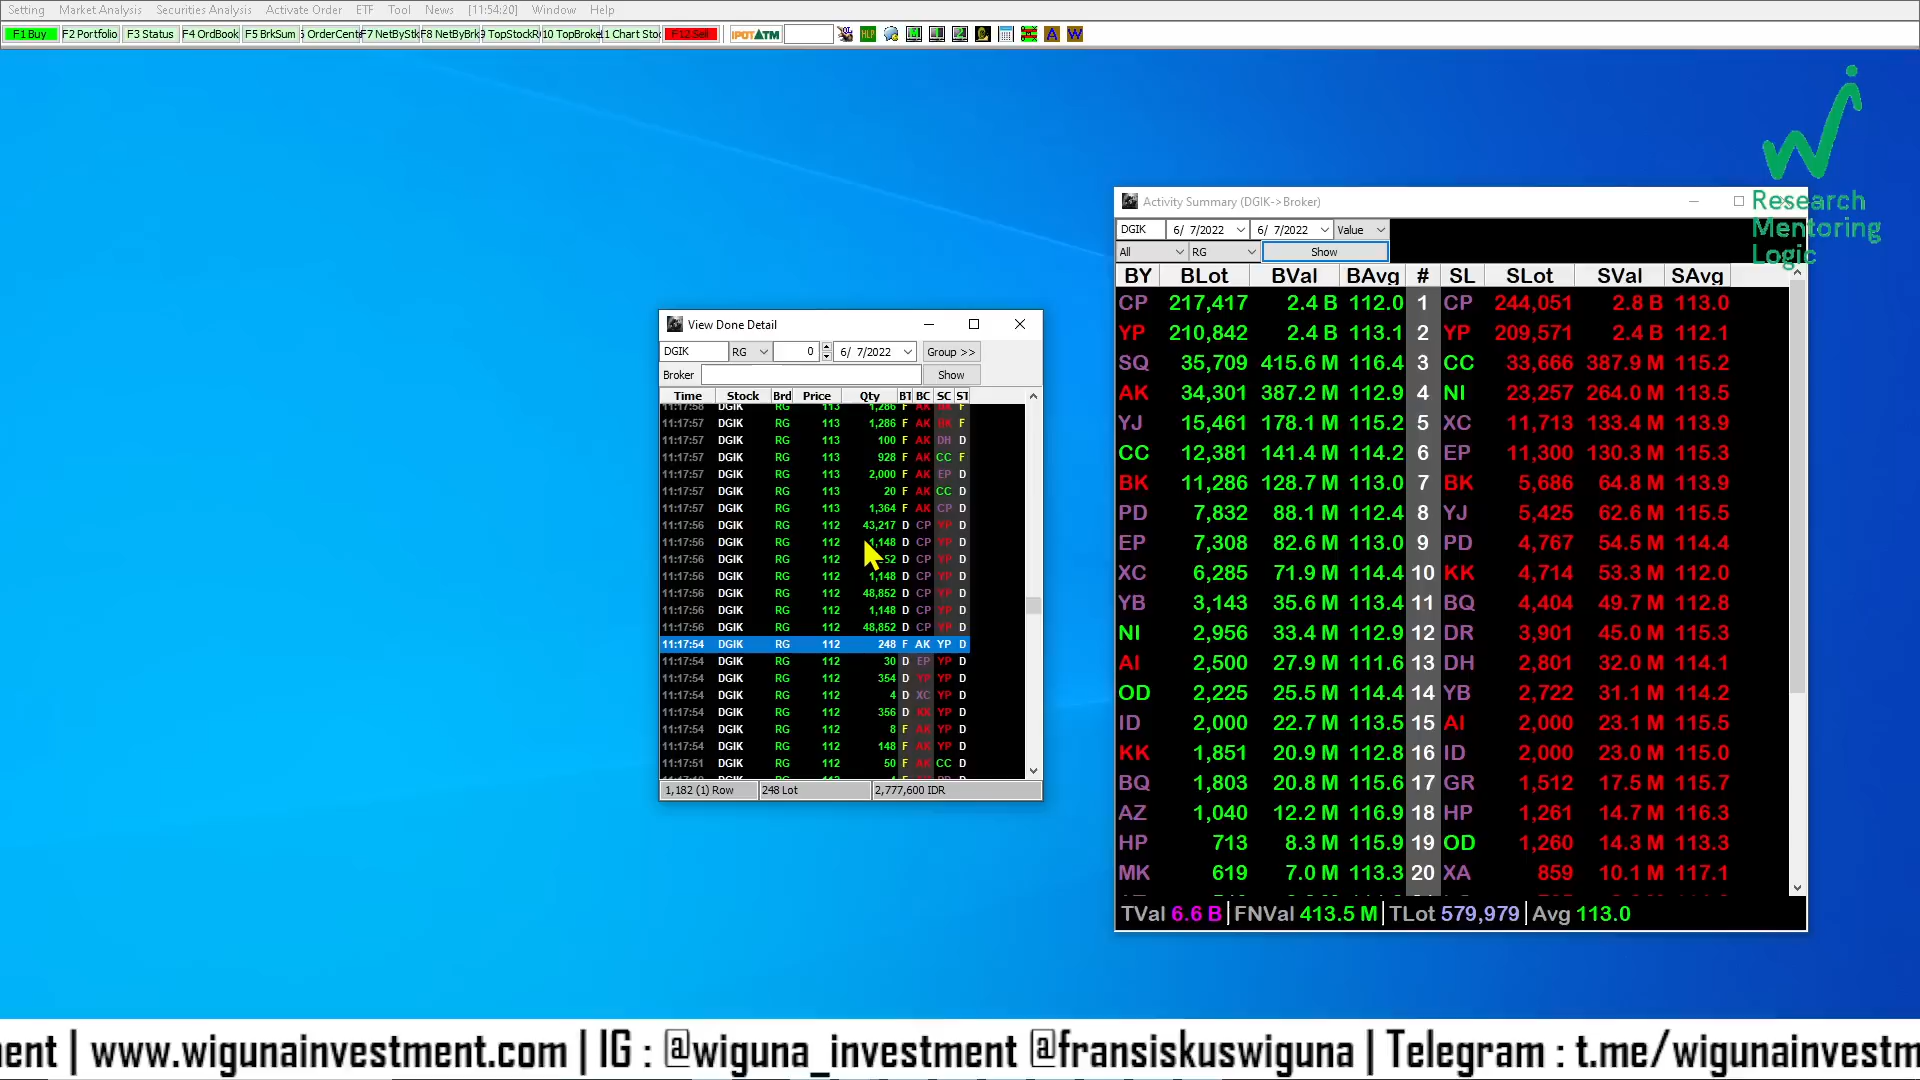 Setting Market Analysis Securities Analysis Activate Order ETF Tool News [11:54:20] Window Help
F1 Buy F2 Portfolio F3 Status F4 OrdBook F5 BrkSum OrderCent F7 NetByStk F8 NetByBrk TopStockR 10 TopBroke 1 Chart Stoc F12 Sell IPOTATM HLP A W
Research
Mentoring
Logic
Activity Summary (DGIK->Broker)
DGIK 6/ 7/2022 6/ 7/2022 Value
All RG Show
BY BLot BVal BAvg # SL SLot SVal SAvg
CP 217,417 2.4 B 112.0 1 CP 244,051 2.8 B 113.0
YP 210,842 2.4 B 113.1 2 YP 209,571 2.4 B 112.1
SQ 35,709 415.6 M 116.4 3 CC 33,666 387.9 M 115.2
AK 34,301 387.2 M 112.9 4 NI 23,257 264.0 M 113.5
YJ 15,461 178.1 M 115.2 5 XC 11,713 133.4 M 113.9
CC 12,381 141.4 M 114.2 6 EP 11,300 130.3 M 115.3
BK 11,286 128.7 M 113.0 7 BK 5,686 64.8 M 113.9
PD 7,832 88.1 M 112.4 8 YJ 5,425 62.6 M 115.5
EP 7,308 82.6 M 113.0 9 PD 4,767 54.5 M 114.4
XC 6,285 71.9 M 114.4 10 KK 4,714 53.3 M 112.0
YB 3,143 35.6 M 113.4 11 BQ 4,404 49.7 M 112.8
NI 2,956 33.4 M 112.9 12 DR 3,901 45.0 M 115.3
AI 2,500 27.9 M 111.6 13 DH 2,801 32.0 M 114.1
OD 2,225 25.5 M 114.4 14 YB 2,722 31.1 M 114.2
ID 2,000 22.7 M 113.5 15 AI 2,000 23.1 M 115.5
KK 1,851 20.9 M 112.8 16 ID 2,000 23.0 M 115.0
BQ 1,803 20.8 M 115.6 17 GR 1,512 17.5 M 115.7
AZ 1,040 12.2 M 116.9 18 HP 1,261 14.7 M 116.3
HP 713 8.3 M 115.9 19 OD 1,260 14.3 M 113.3
MK 619 7.0 M 113.3 20 XA 859 10.1 M 117.1
TVal 6.6 B FNVal 413.5 M TLot 579,979 Avg 113.0
View Done Detail
DGIK RG 0 6/ 7/2022 Group >>
Broker Show
Time Stock Brd Price Qty BT BC SC ST
11:17:58 DGIK RG 113 1,286 F AK BK F
11:17:57 DGIK RG 113 1,286 F AK BK F
11:17:57 DGIK RG 113 100 F AK DH D
11:17:57 DGIK RG 113 928 F AK CC F
11:17:57 DGIK RG 113 2,000 F AK EP D
11:17:57 DGIK RG 113 20 F AK CC D
11:17:57 DGIK RG 113 1,364 F AK CP D
11:17:56 DGIK RG 112 43,217 D CP YP D
11:17:56 DGIK RG 112 1,148 D CP YP D
11:17:56 DGIK RG 112 52 D CP YP D
11:17:56 DGIK RG 112 1,148 D CP YP D
11:17:56 DGIK RG 112 48,852 D CP YP D
11:17:56 DGIK RG 112 1,148 D CP YP D
11:17:56 DGIK RG 112 48,852 D CP YP D
11:17:54 DGIK RG 112 248 F AK YP D
11:17:54 DGIK RG 112 30 D EP YP D
11:17:54 DGIK RG 112 354 D YP YP D
11:17:54 DGIK RG 112 4 D XC YP D
11:17:54 DGIK RG 112 356 D KK YP D
11:17:54 DGIK RG 112 8 F AK YP D
11:17:54 DGIK RG 112 148 F AK YP D
11:17:51 DGIK RG 112 50 F AK CC D
1,182 (1) Row 248 Lot 2,777,600 IDR
ent | www.wigunainvestment.com | IG : @wiguna_investment @fransiskuswiguna | Telegram : t.me/wigunainvestm